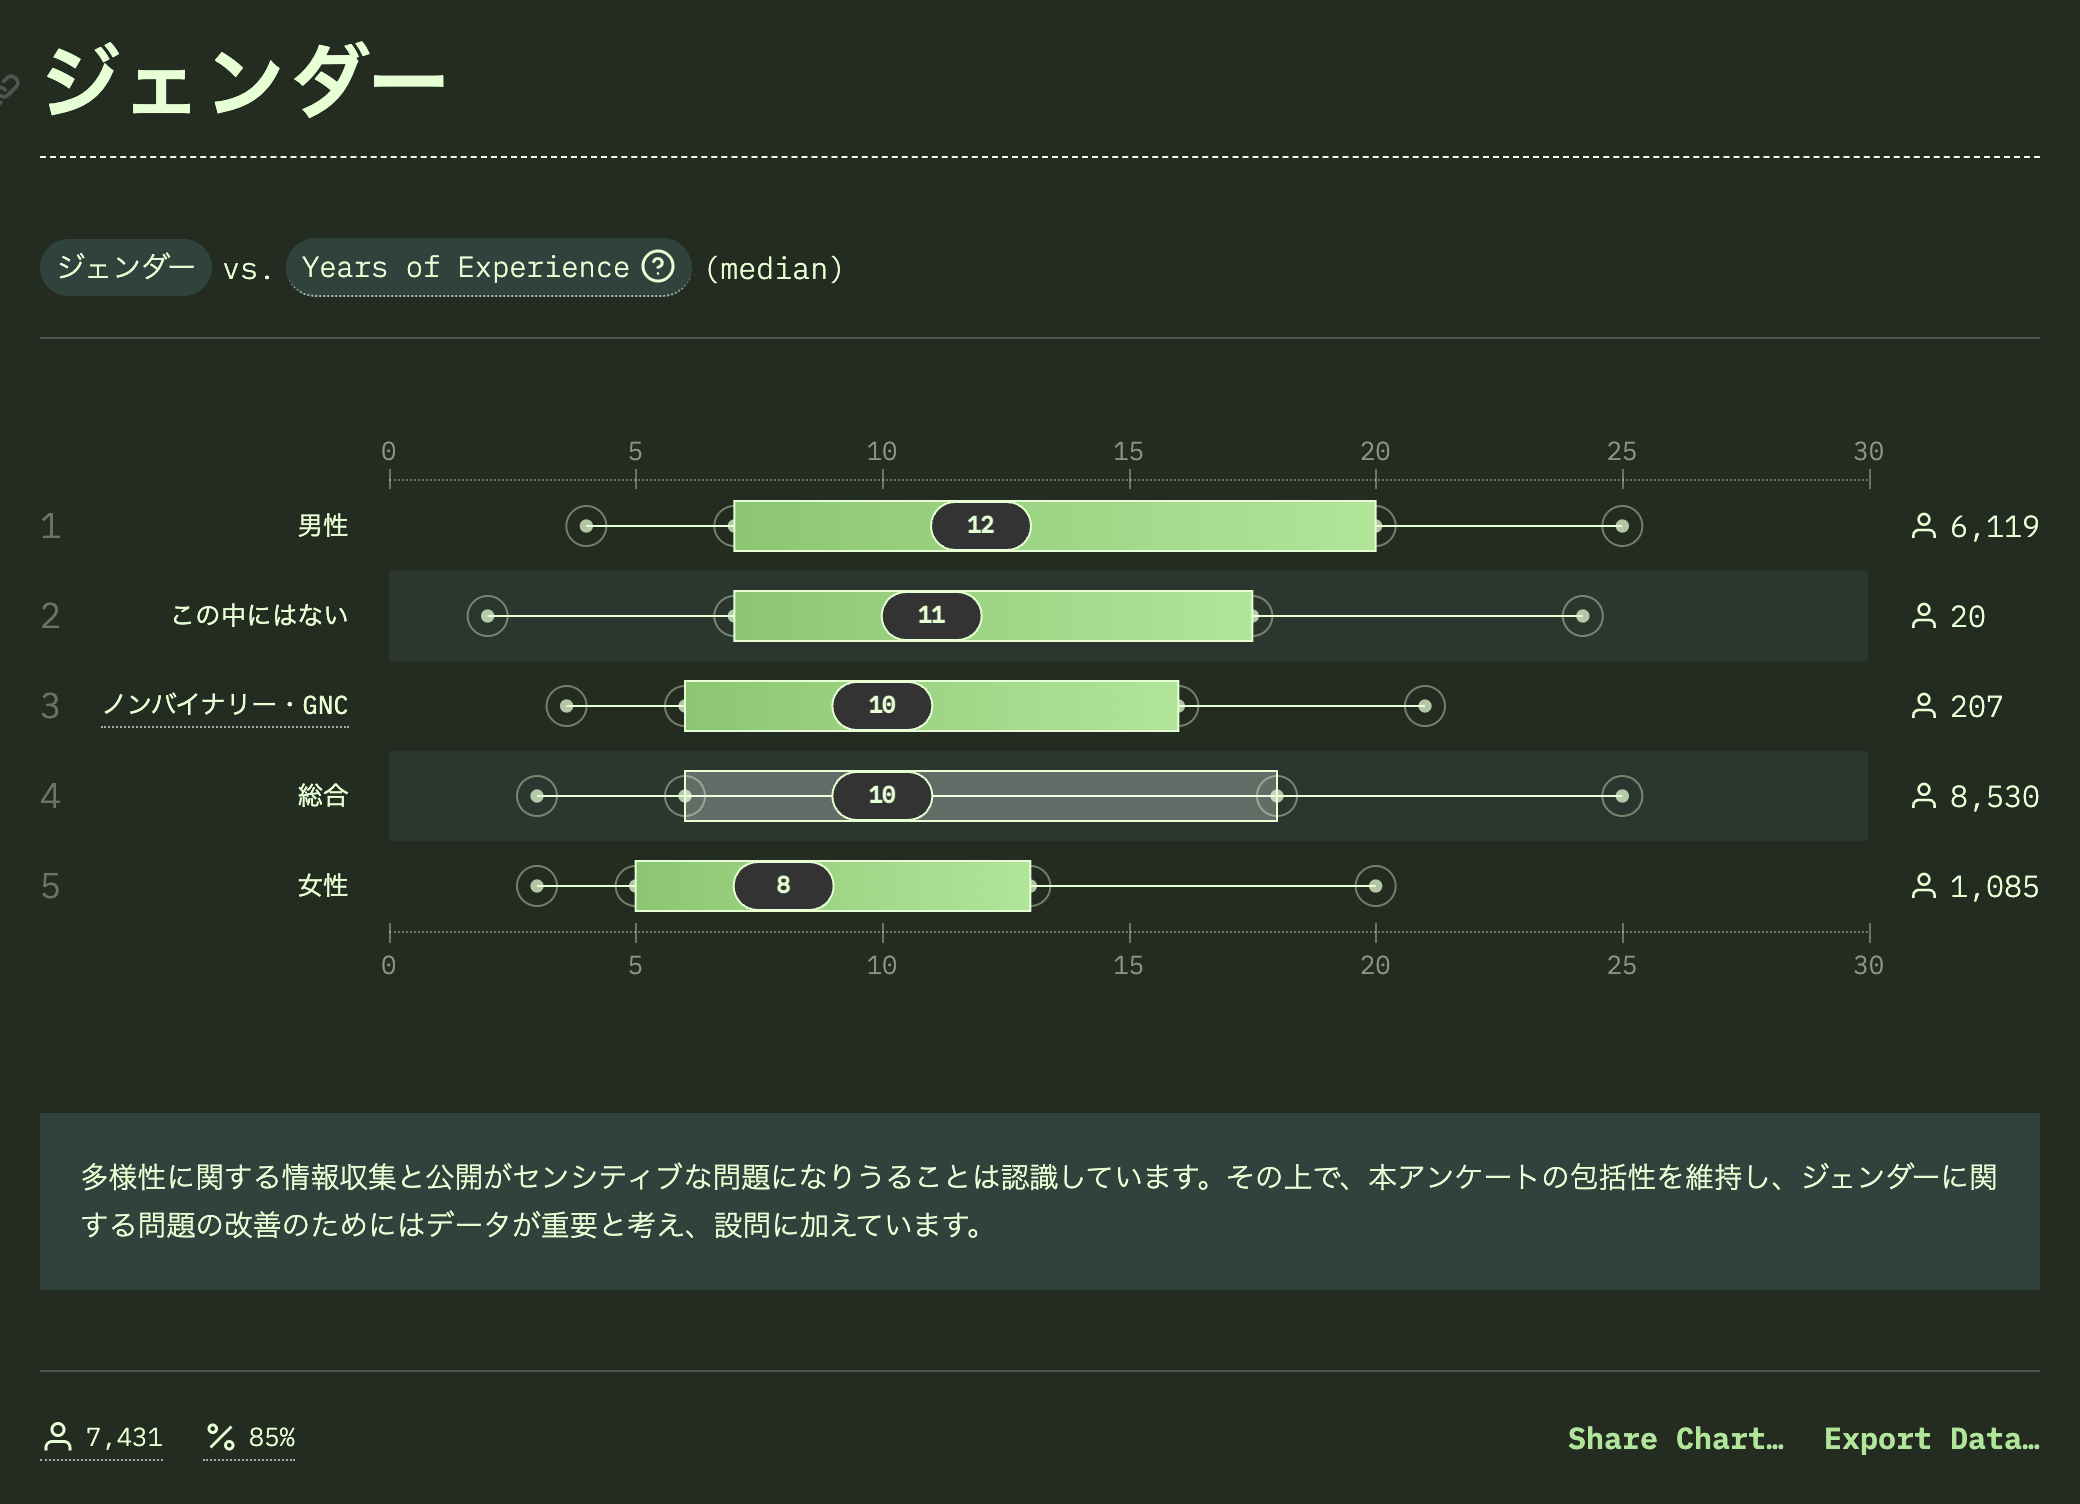 ジェンダー
ジェンダー vs. Years of Experience (median)
0 5 10 15 20 25 30
1 男性 12 6,119
2 この中にはない 11 20
3 ノンバイナリー・GNC 10 207
4 総合 10 8,530
5 女性 8 1,085
0 5 10 15 20 25 30
多様性に関する情報収集と公開がセンシティブな問題になりうることは認識しています。その上で、本アンケートの包括性を維持し、ジェンダーに関
する問題の改善のためにはデータが重要と考え、設問に加えています。
7,431 85% Share Chart… Export Data…